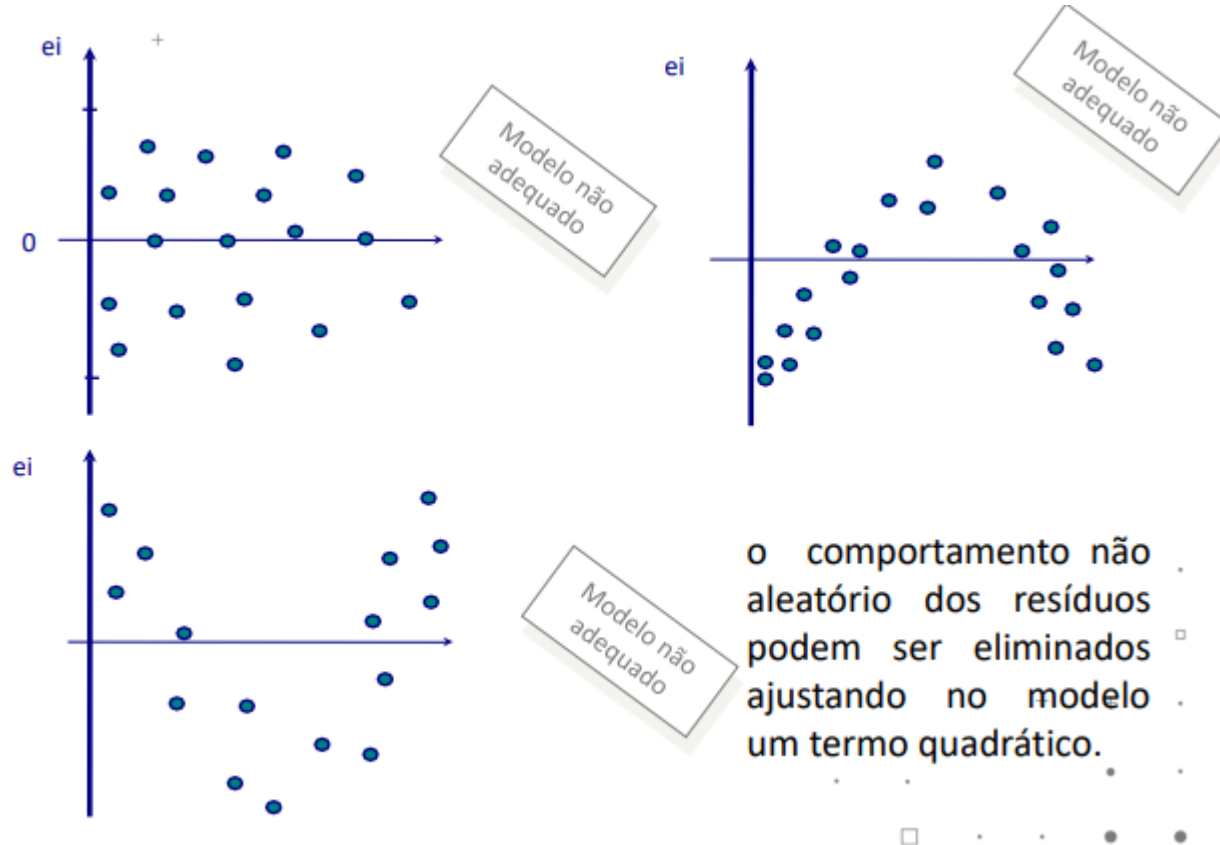 ei
Modelo não
adequado
0
ei
Modelo não
adequado
ei
Modelo não
adequado
o comportamento não
aleatório dos resíduos
podem ser eliminados
ajustando no modelo
um termo quadrático.